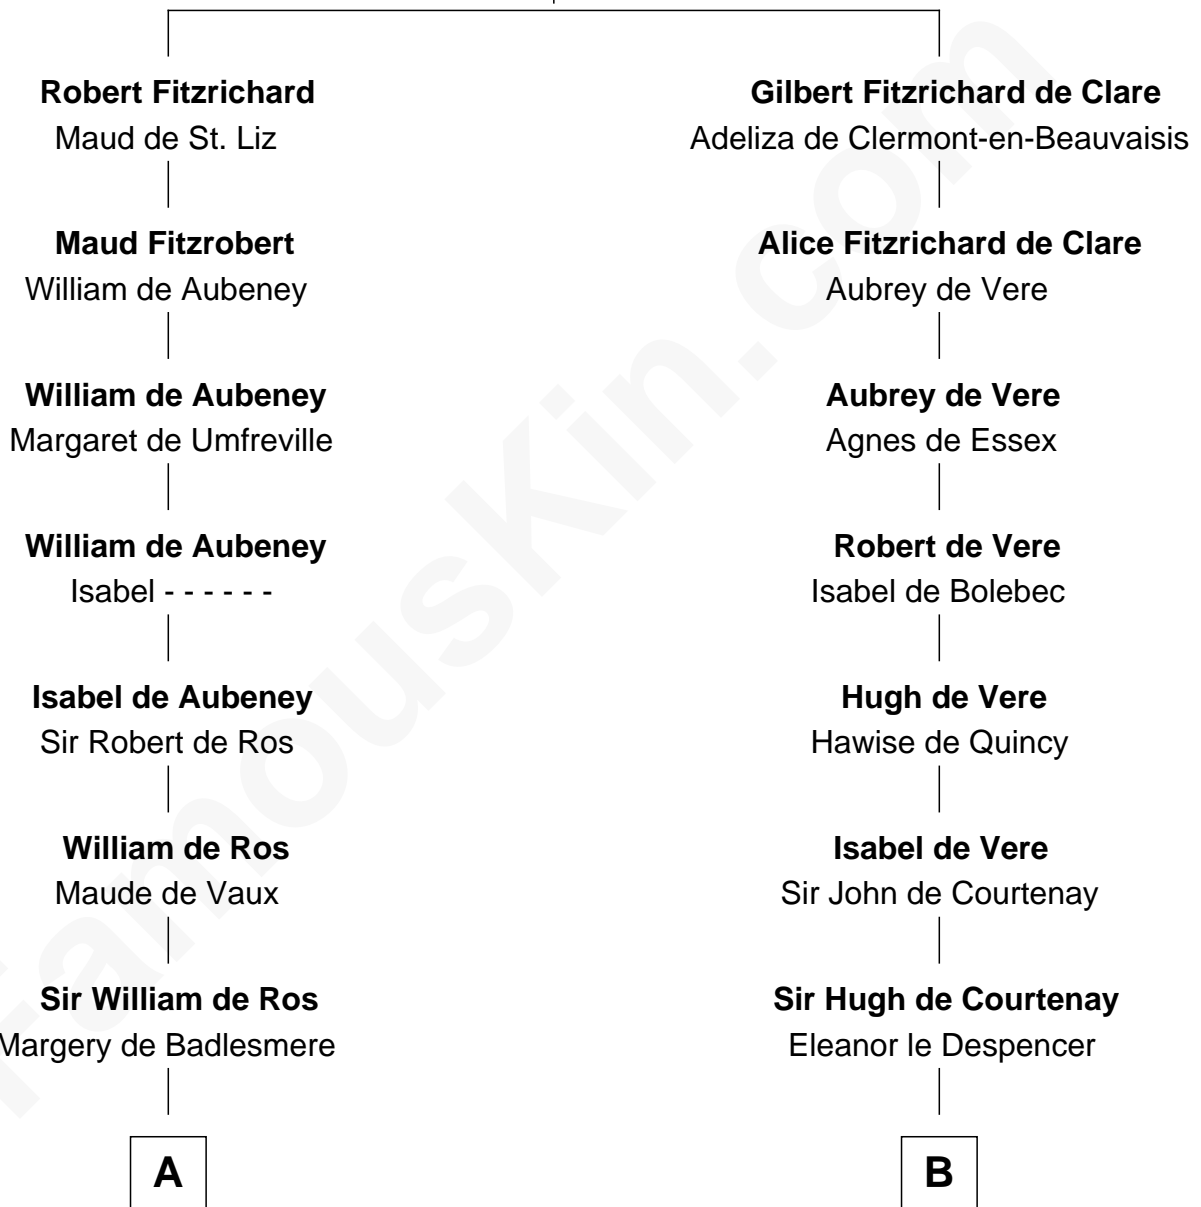 Robert Fitzrichard
Maud de St. Liz
Maud Fitzrobert
William de Aubeney
William de Aubeney
Margaret de Umfreville
William de Aubeney
Isabel - - - - - -
Isabel de Aubeney
Sir Robert de Ros
William de Ros
Maude de Vaux
Sir William de Ros
Margery de Badlesmere
A
Gilbert Fitzrichard de Clare
Adeliza de Clermont-en-Beauvaisis
Alice Fitzrichard de Clare
Aubrey de Vere
Aubrey de Vere
Agnes de Essex
Robert de Vere
Isabel de Bolebec
Hugh de Vere
Hawise de Quincy
Isabel de Vere
Sir John de Courtenay
Sir Hugh de Courtenay
Eleanor le Despencer
B
FamousKin.com